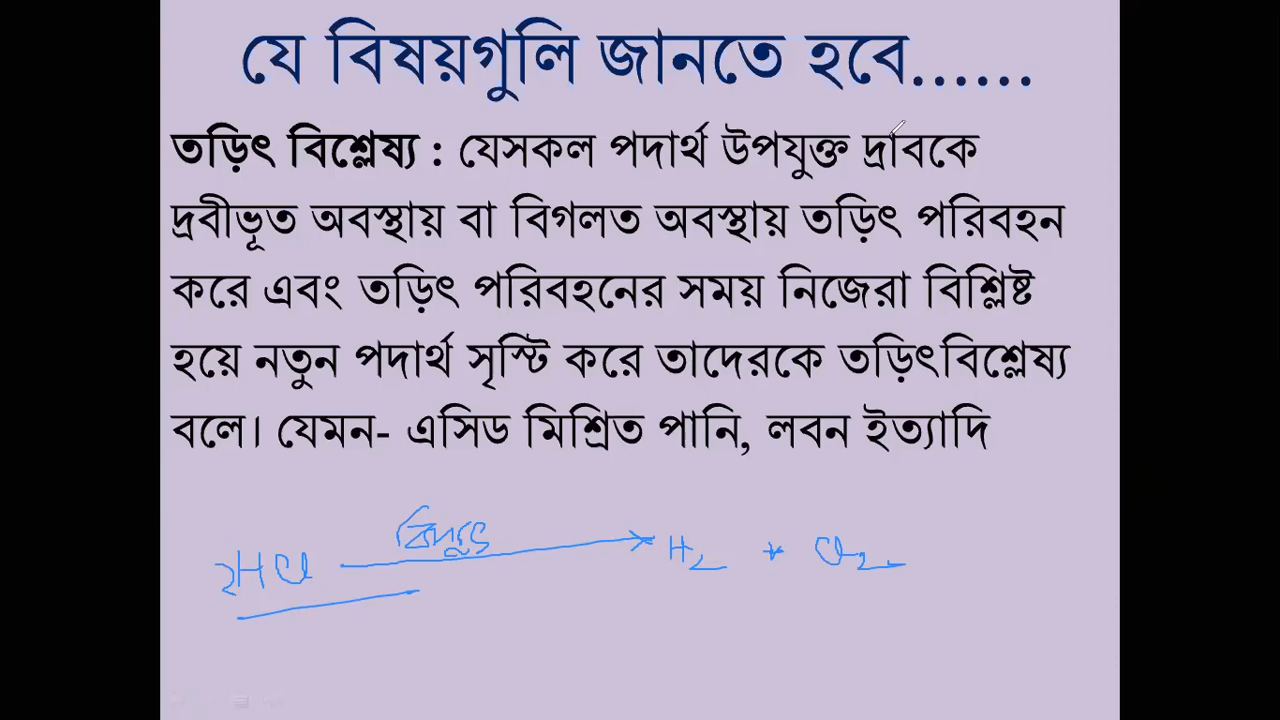 যে বিষয়গুলি জানতে হবে......
তড়িৎ বিশ্লেষ্য : যেসকল পদার্থ উপযুক্ত দ্রাবকে
দ্রবীভূত অবস্থায় বা বিগলত অবস্থায় তড়িৎ পরিবহন
করে এবং তড়িৎ পরিবহনের সময় নিজেরা বিশ্লিষ্ট
হয়ে নতুন পদার্থ সৃস্টি করে তাদেরকে তড়িৎবিশ্লেষ্য
বলে। যেমন- এসিড মিশ্রিত পানি, লবন ইত্যাদি
বিদ্যুৎ
2HCl → H2 + Cl2